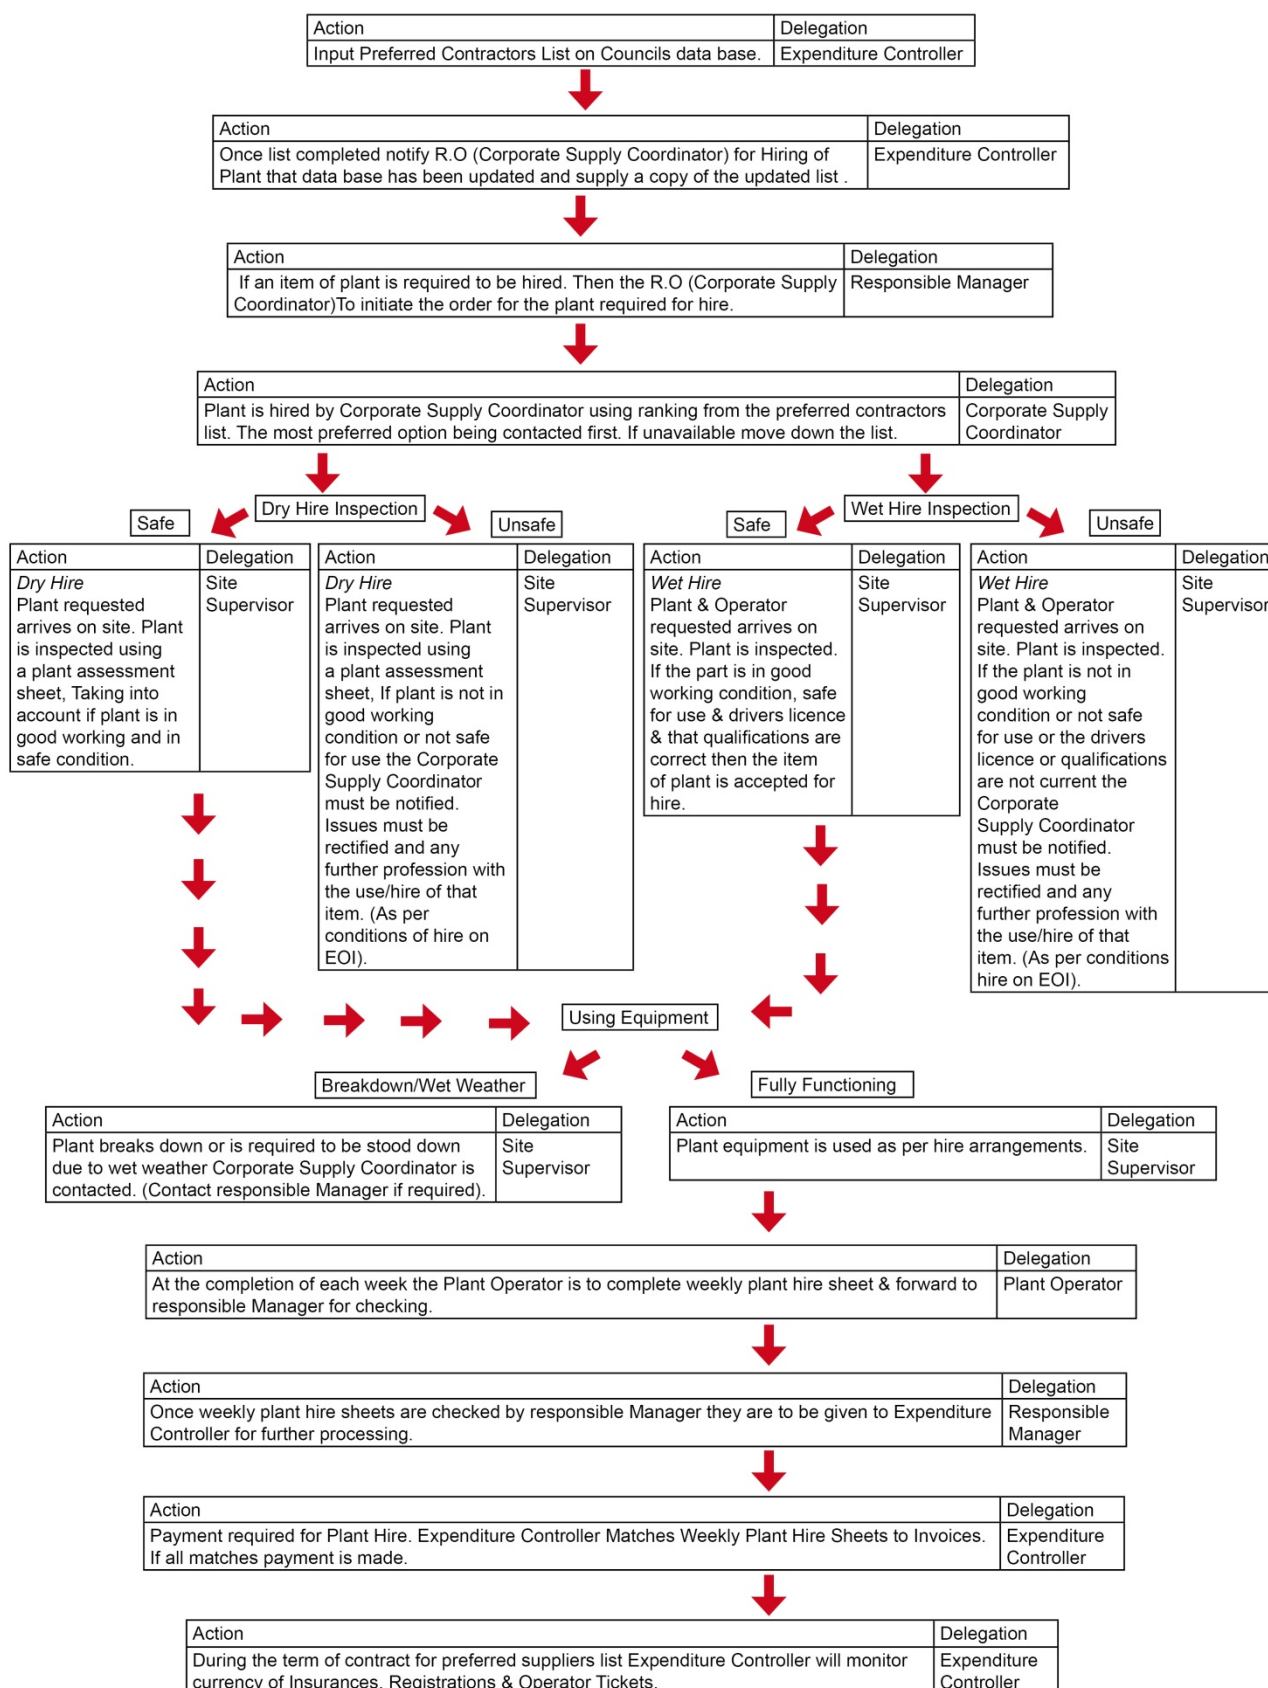 Action
Delegation
Input Preferred Contractors List on Councils data base.
Expenditure Controller
Action
Delegation
Once list completed notify R.O (Corporate Supply Coordinator) for Hiring of
Plant that data base has been updated and supply a copy of the updated list .
Expenditure Controller
Action
Delegation
If an item of plant is required to be hired. Then the R.O (Corporate Supply
Coordinator)To initiate the order for the plant required for hire.
Responsible Manager
Action
Delegation
Plant is hired by Corporate Supply Coordinator using ranking from the preferred contractors
list. The most preferred option being contacted first. If unavailable move down the list.
Corporate Supply
Coordinator
Dry Hire Inspection
Wet Hire Inspection
Safe
Action
Delegation
Dry Hire
Plant requested
arrives on site. Plant
is inspected using
a plant assessment
sheet, Taking into
account if plant is in
good working and in
safe condition.
Site
Supervisor
Unsafe
Action
Delegation
Dry Hire
Plant requested
arrives on site. Plant
is inspected using
a plant assessment
sheet, If plant is not in
good working
condition or not safe
for use the Corporate
Supply Coordinator
must be notified.
Issues must be
rectified and any
further profession with
the use/hire of that
item. (As per
conditions of hire on
EOI).
Site
Supervisor
Safe
Action
Delegation
Wet Hire
Plant & Operator
requested arrives on
site. Plant is inspected.
If the part is in good
working condition, safe
for use & drivers licence
& that qualifications are
correct then the item
of plant is accepted for
hire.
Site
Supervisor
Unsafe
Action
Delegation
Wet Hire
Plant & Operator
requested arrives on
site. Plant is inspected.
If the plant is not in
good working
condition or not safe
for use or the drivers
licence or qualifications
are not current the
Corporate
Supply Coordinator
must be notified.
Issues must be
rectified and any
further profession with
the use/hire of that
item. (As per conditions
hire on EOI).
Site
Supervisor
Using Equipment
Breakdown/Wet Weather
Action
Delegation
Plant breaks down or is required to be stood down
due to wet weather Corporate Supply Coordinator is
contacted. (Contact responsible Manager if required).
Site
Supervisor
Fully Functioning
Action
Delegation
Plant equipment is used as per hire arrangements.
Site
Supervisor
Action
Delegation
At the completion of each week the Plant Operator is to complete weekly plant hire sheet & forward to
responsible Manager for checking.
Plant Operator
Action
Delegation
Once weekly plant hire sheets are checked by responsible Manager they are to be given to Expenditure
Controller for further processing.
Responsible
Manager
Action
Delegation
Payment required for Plant Hire. Expenditure Controller Matches Weekly Plant Hire Sheets to Invoices.
If all matches payment is made.
Expenditure
Controller
Action
Delegation
During the term of contract for preferred suppliers list Expenditure Controller will monitor
currency of Insurances, Registrations & Operator Tickets.
Expenditure
Controller